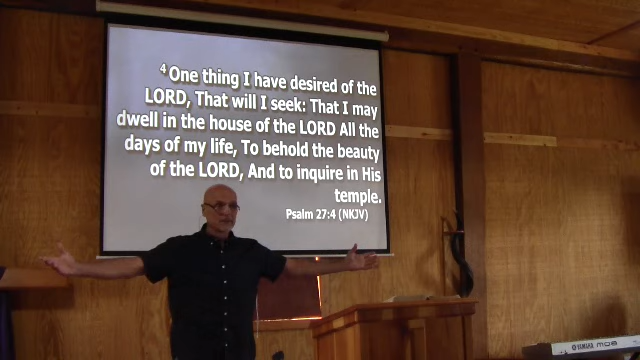 4 One thing I have desired of the
LORD, That will I seek: That I may
dwell in the house of the LORD All the
days of my life, To behold the beauty
of the LORD, And to inquire in His
temple.
Psalm 27:4 (NKJV)
YAMAHA MO8